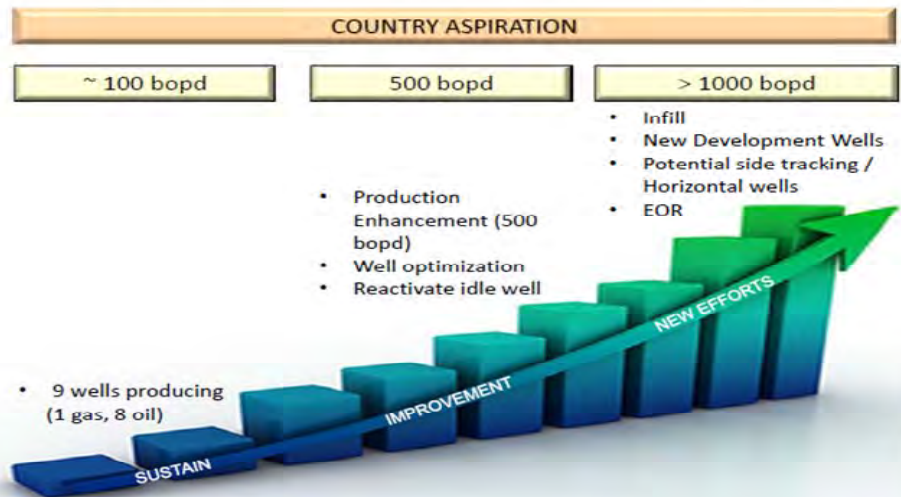 COUNTRY ASPIRATION
~ 100 bopd
500 bopd
> 1000 bopd
• Infill
• New Development Wells
• Potential side tracking /
Horizontal wells
• EOR
• Production
Enhancement (500
bopd)
• Well optimization
• Reactivate idle well
• 9 wells producing
(1 gas, 8 oil)
SUSTAIN
IMPROVEMENT
NEW EFFORTS